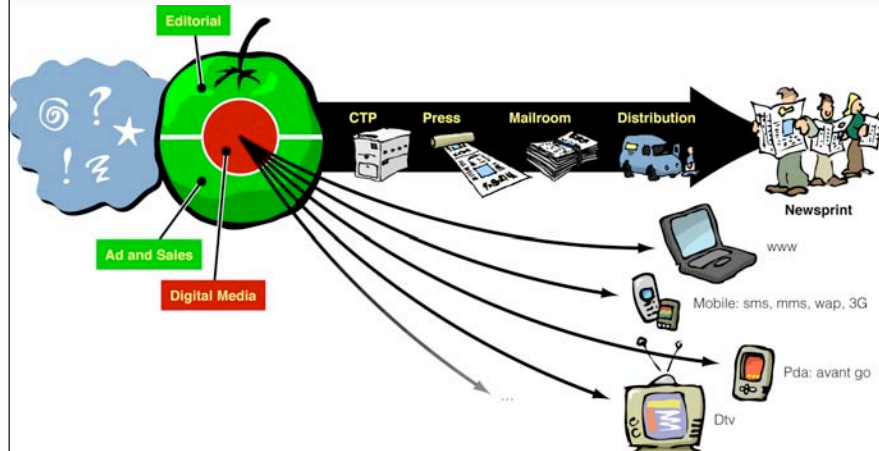 Editorial
CTP
Press
Mailroom
Distribution
Newsprint
Ad and Sales
Digital Media
www
Mobile: sms, mms, wap, 3G
Pda: avant go
Dtv
...